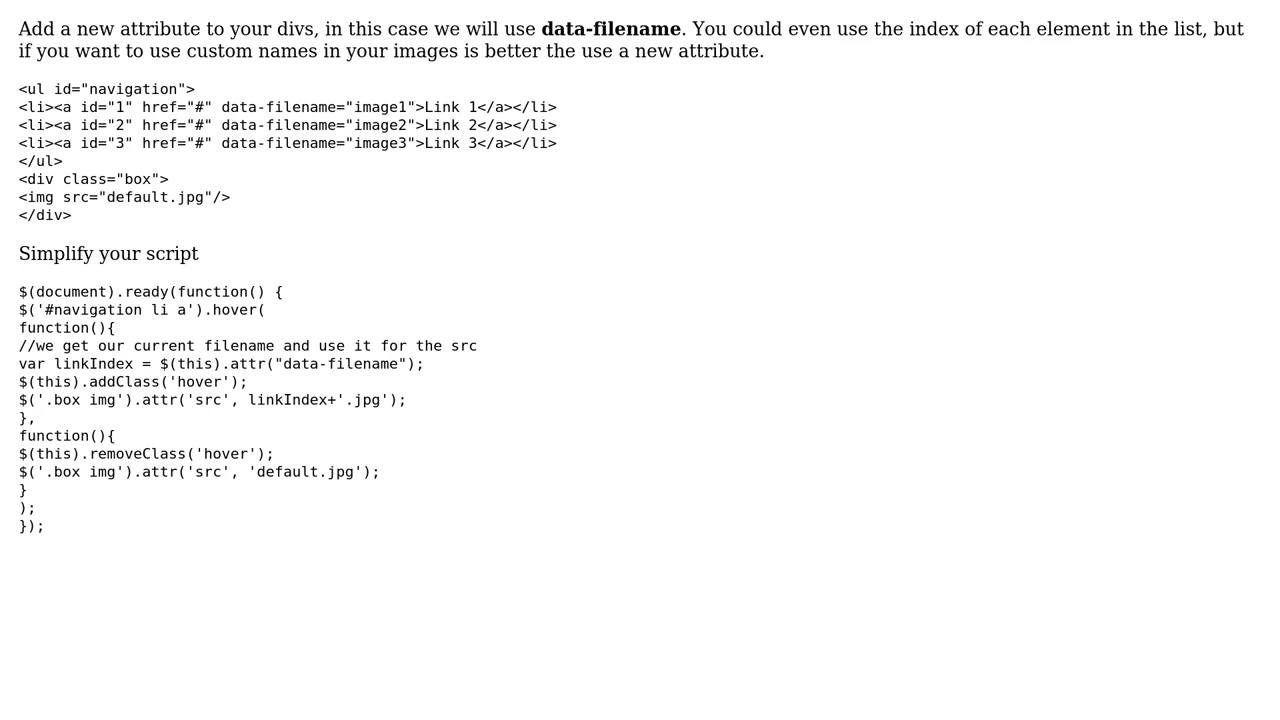 Add a new attribute to your divs, in this case we will use data-filename. You could even use the index of each element in the list, but
if you want to use custom names in your images is better the use a new attribute.
<ul id="navigation">
<li><a id="1" href="#" data-filename="image1">Link 1</a></li>
<li><a id="2" href="#" data-filename="image2">Link 2</a></li>
<li><a id="3" href="#" data-filename="image3">Link 3</a></li>
</ul>
<div class="box">
<img src="default.jpg"/>
</div>
Simplify your script
$(document).ready(function() {
$('#navigation li a').hover(
function(){
//we get our current filename and use it for the src
var linkIndex = $(this).attr("data-filename");
$(this).addClass('hover');
$('.box img').attr('src', linkIndex+'.jpg');
},
function(){
$(this).removeClass('hover');
$('.box img').attr('src', 'default.jpg');
}
);
});